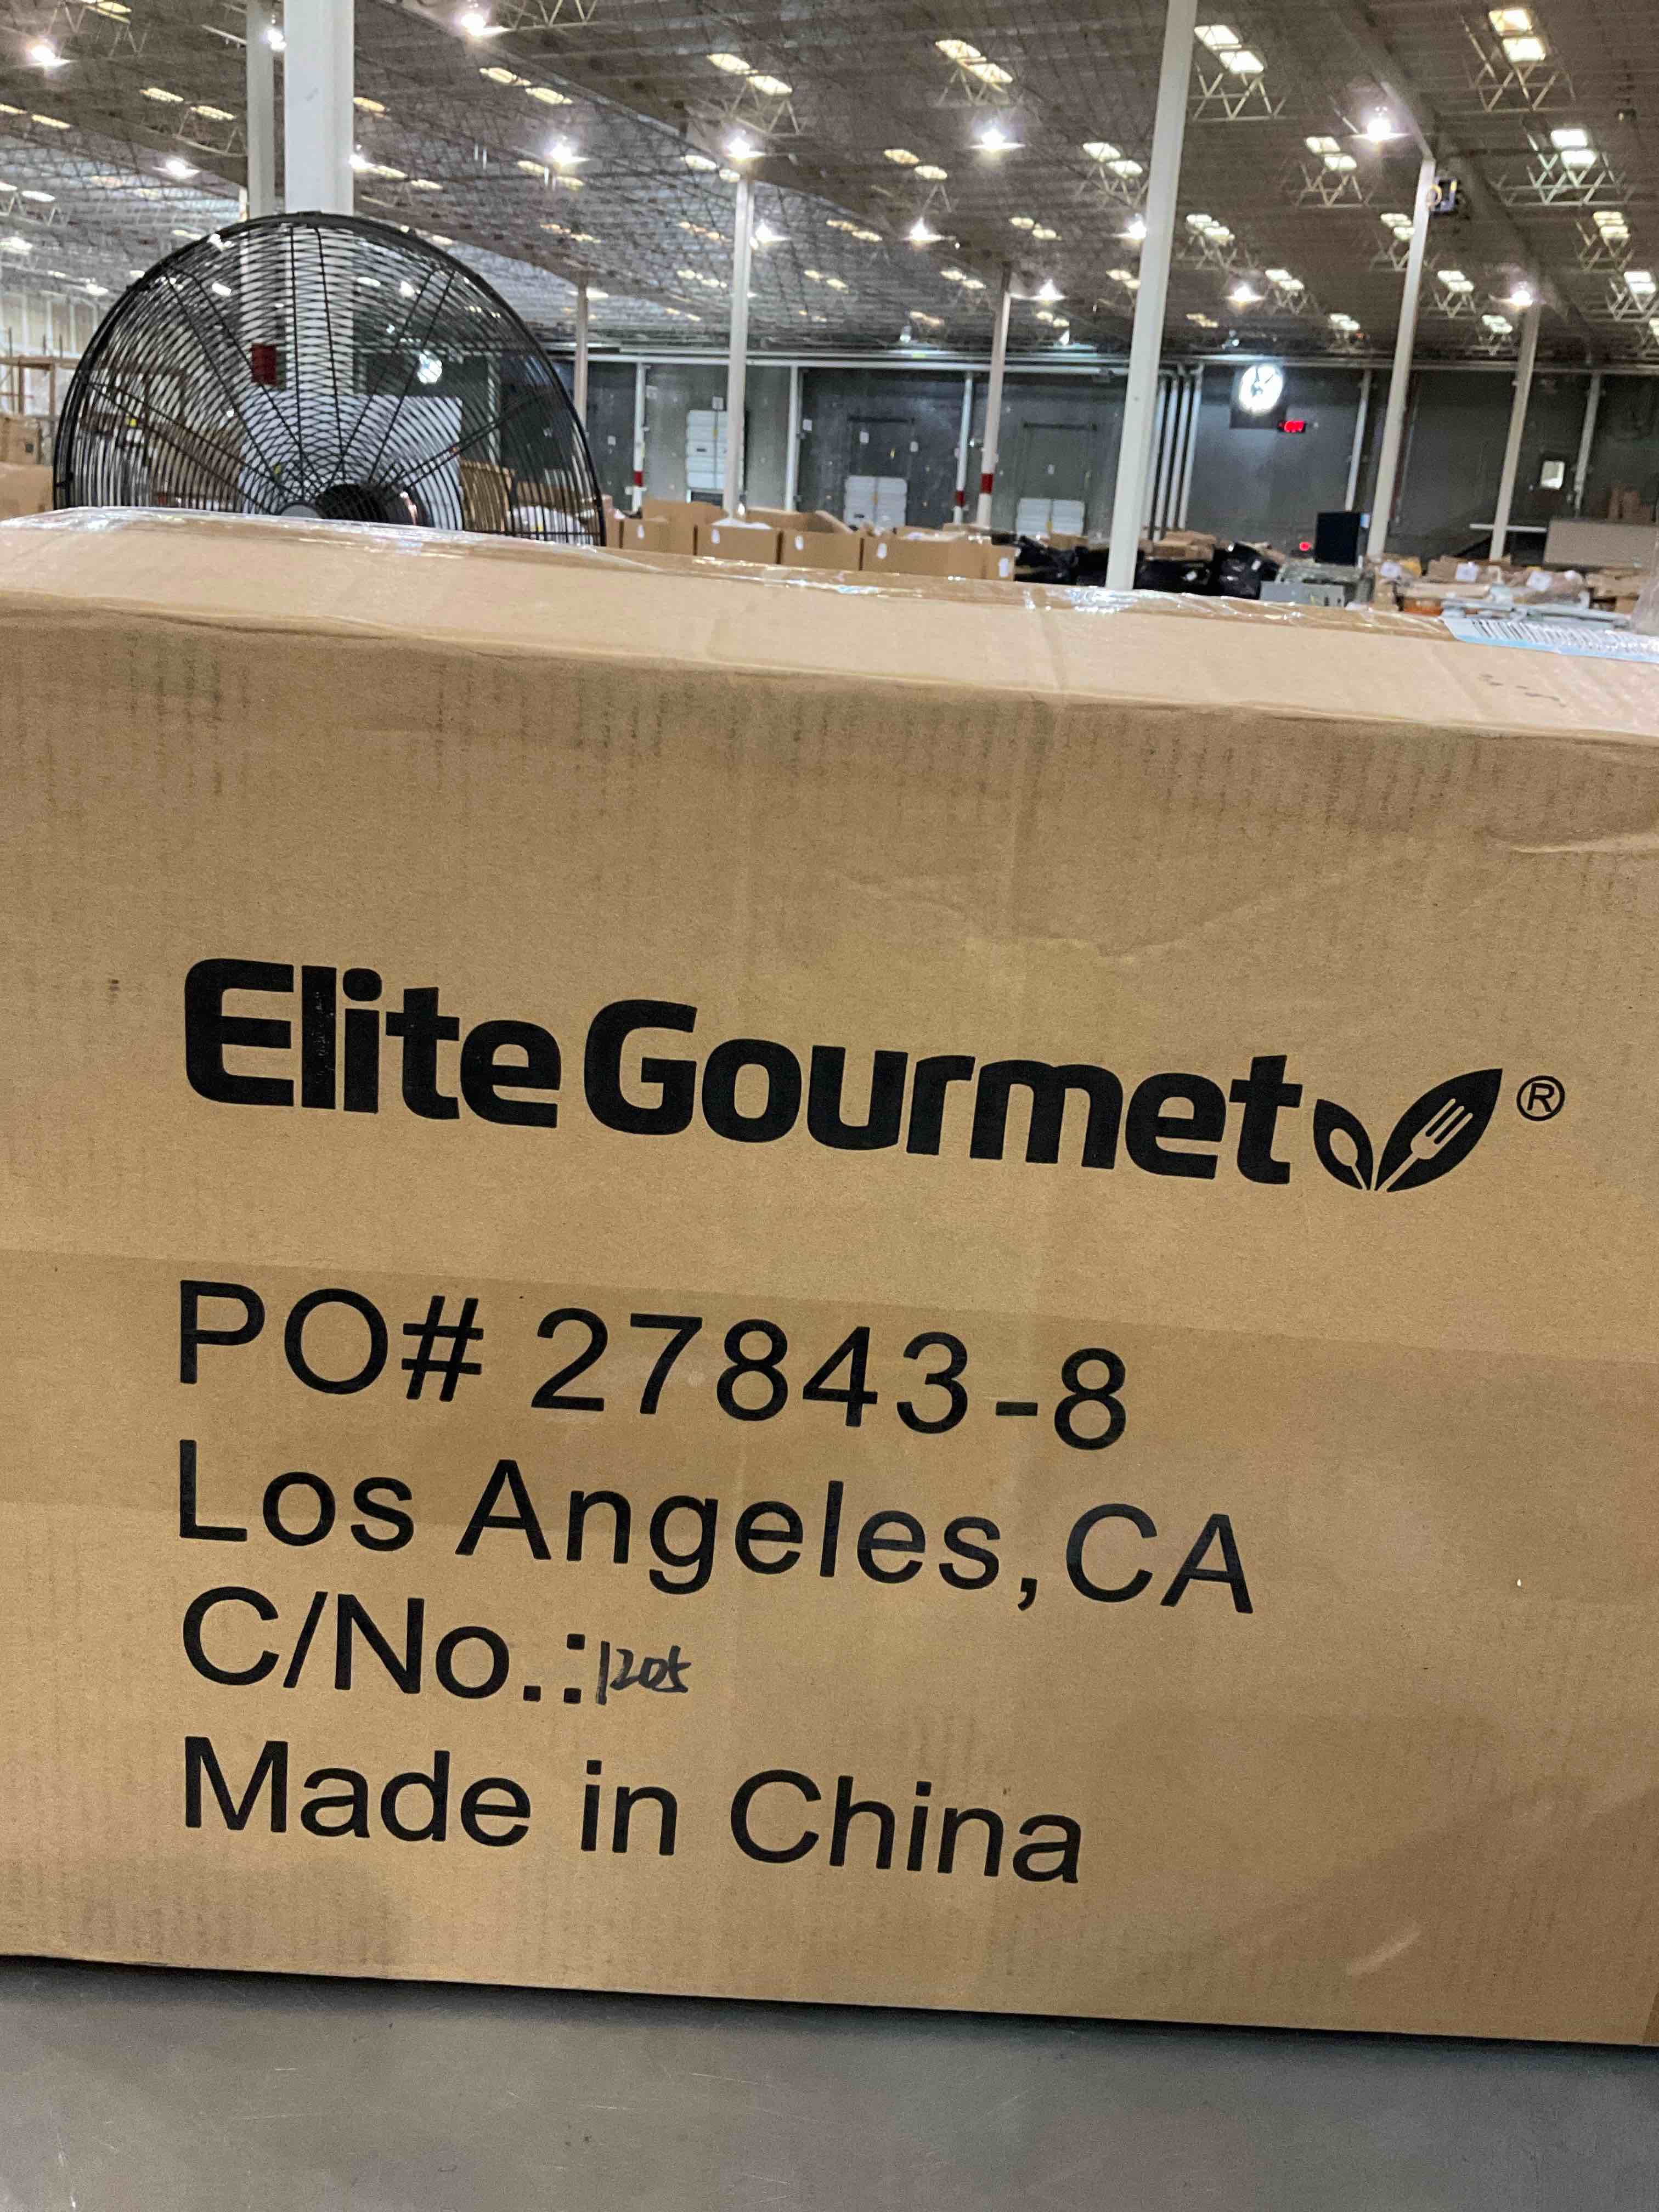 Elite Gourmet®
PO# 27843-8
Los Angeles,CA
C/No.:1205
Made in China